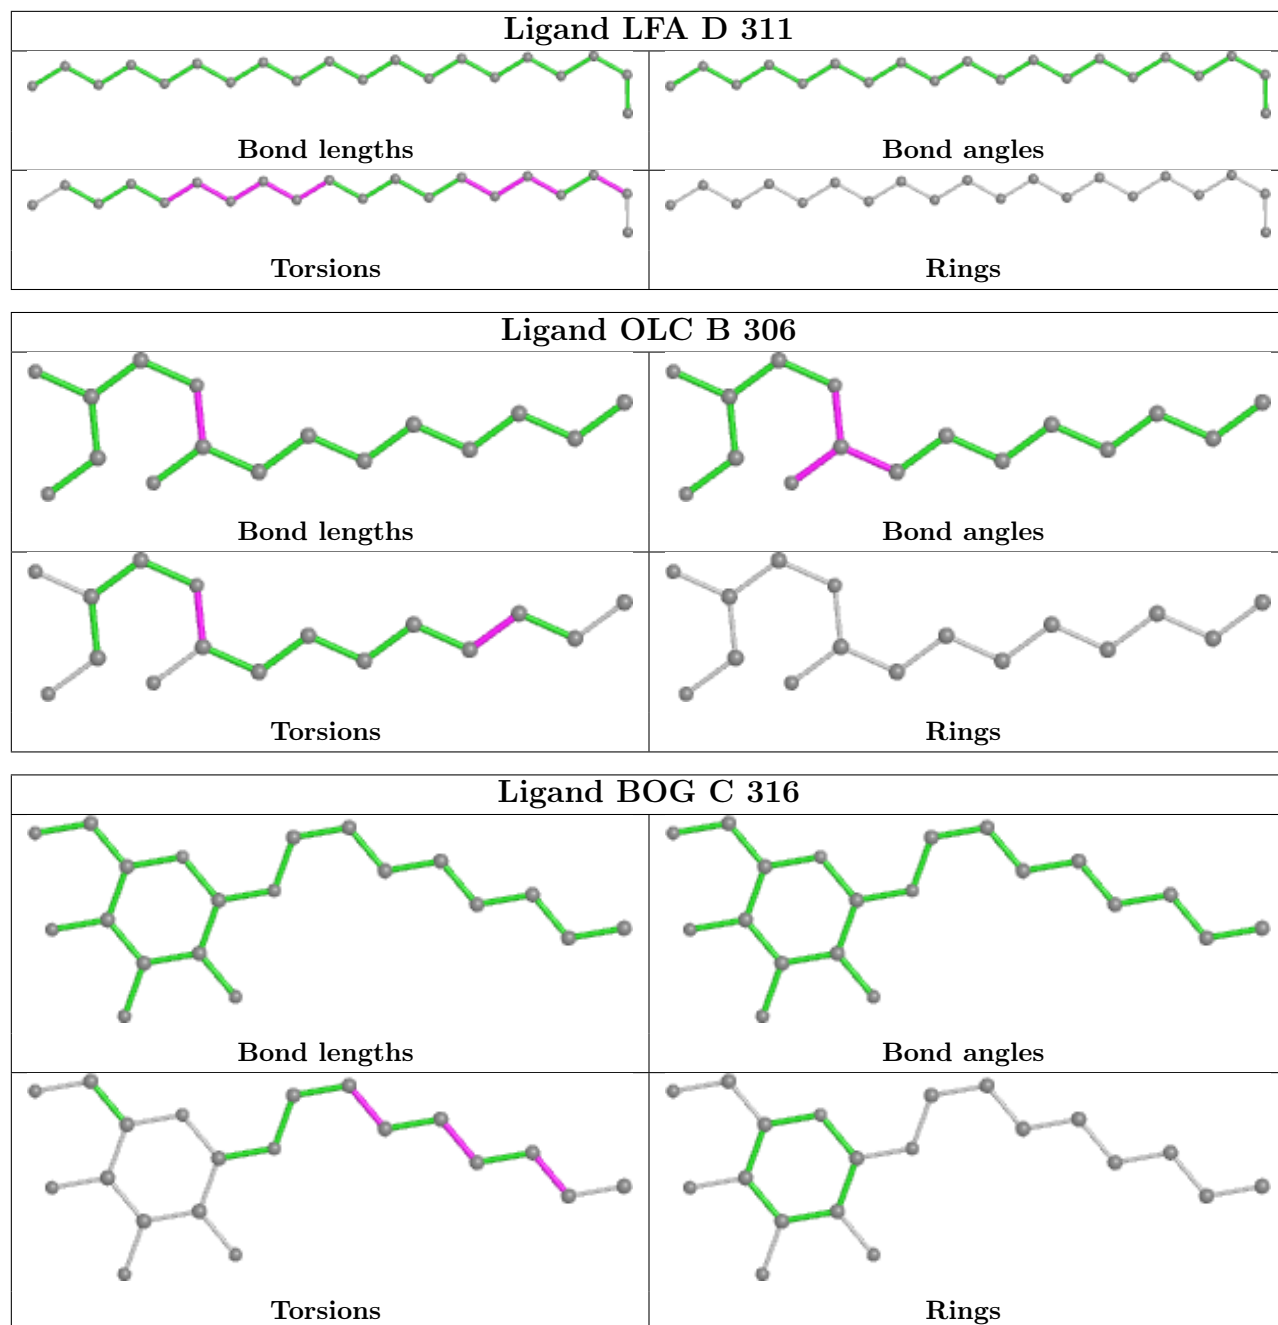 Ligand LFA D 311
Bond lengths
Bond angles
Torsions
Rings
Ligand OLC B 306
Bond lengths
Bond angles
Torsions
Rings
Ligand BOG C 316
Bond lengths
Bond angles
Torsions
Rings